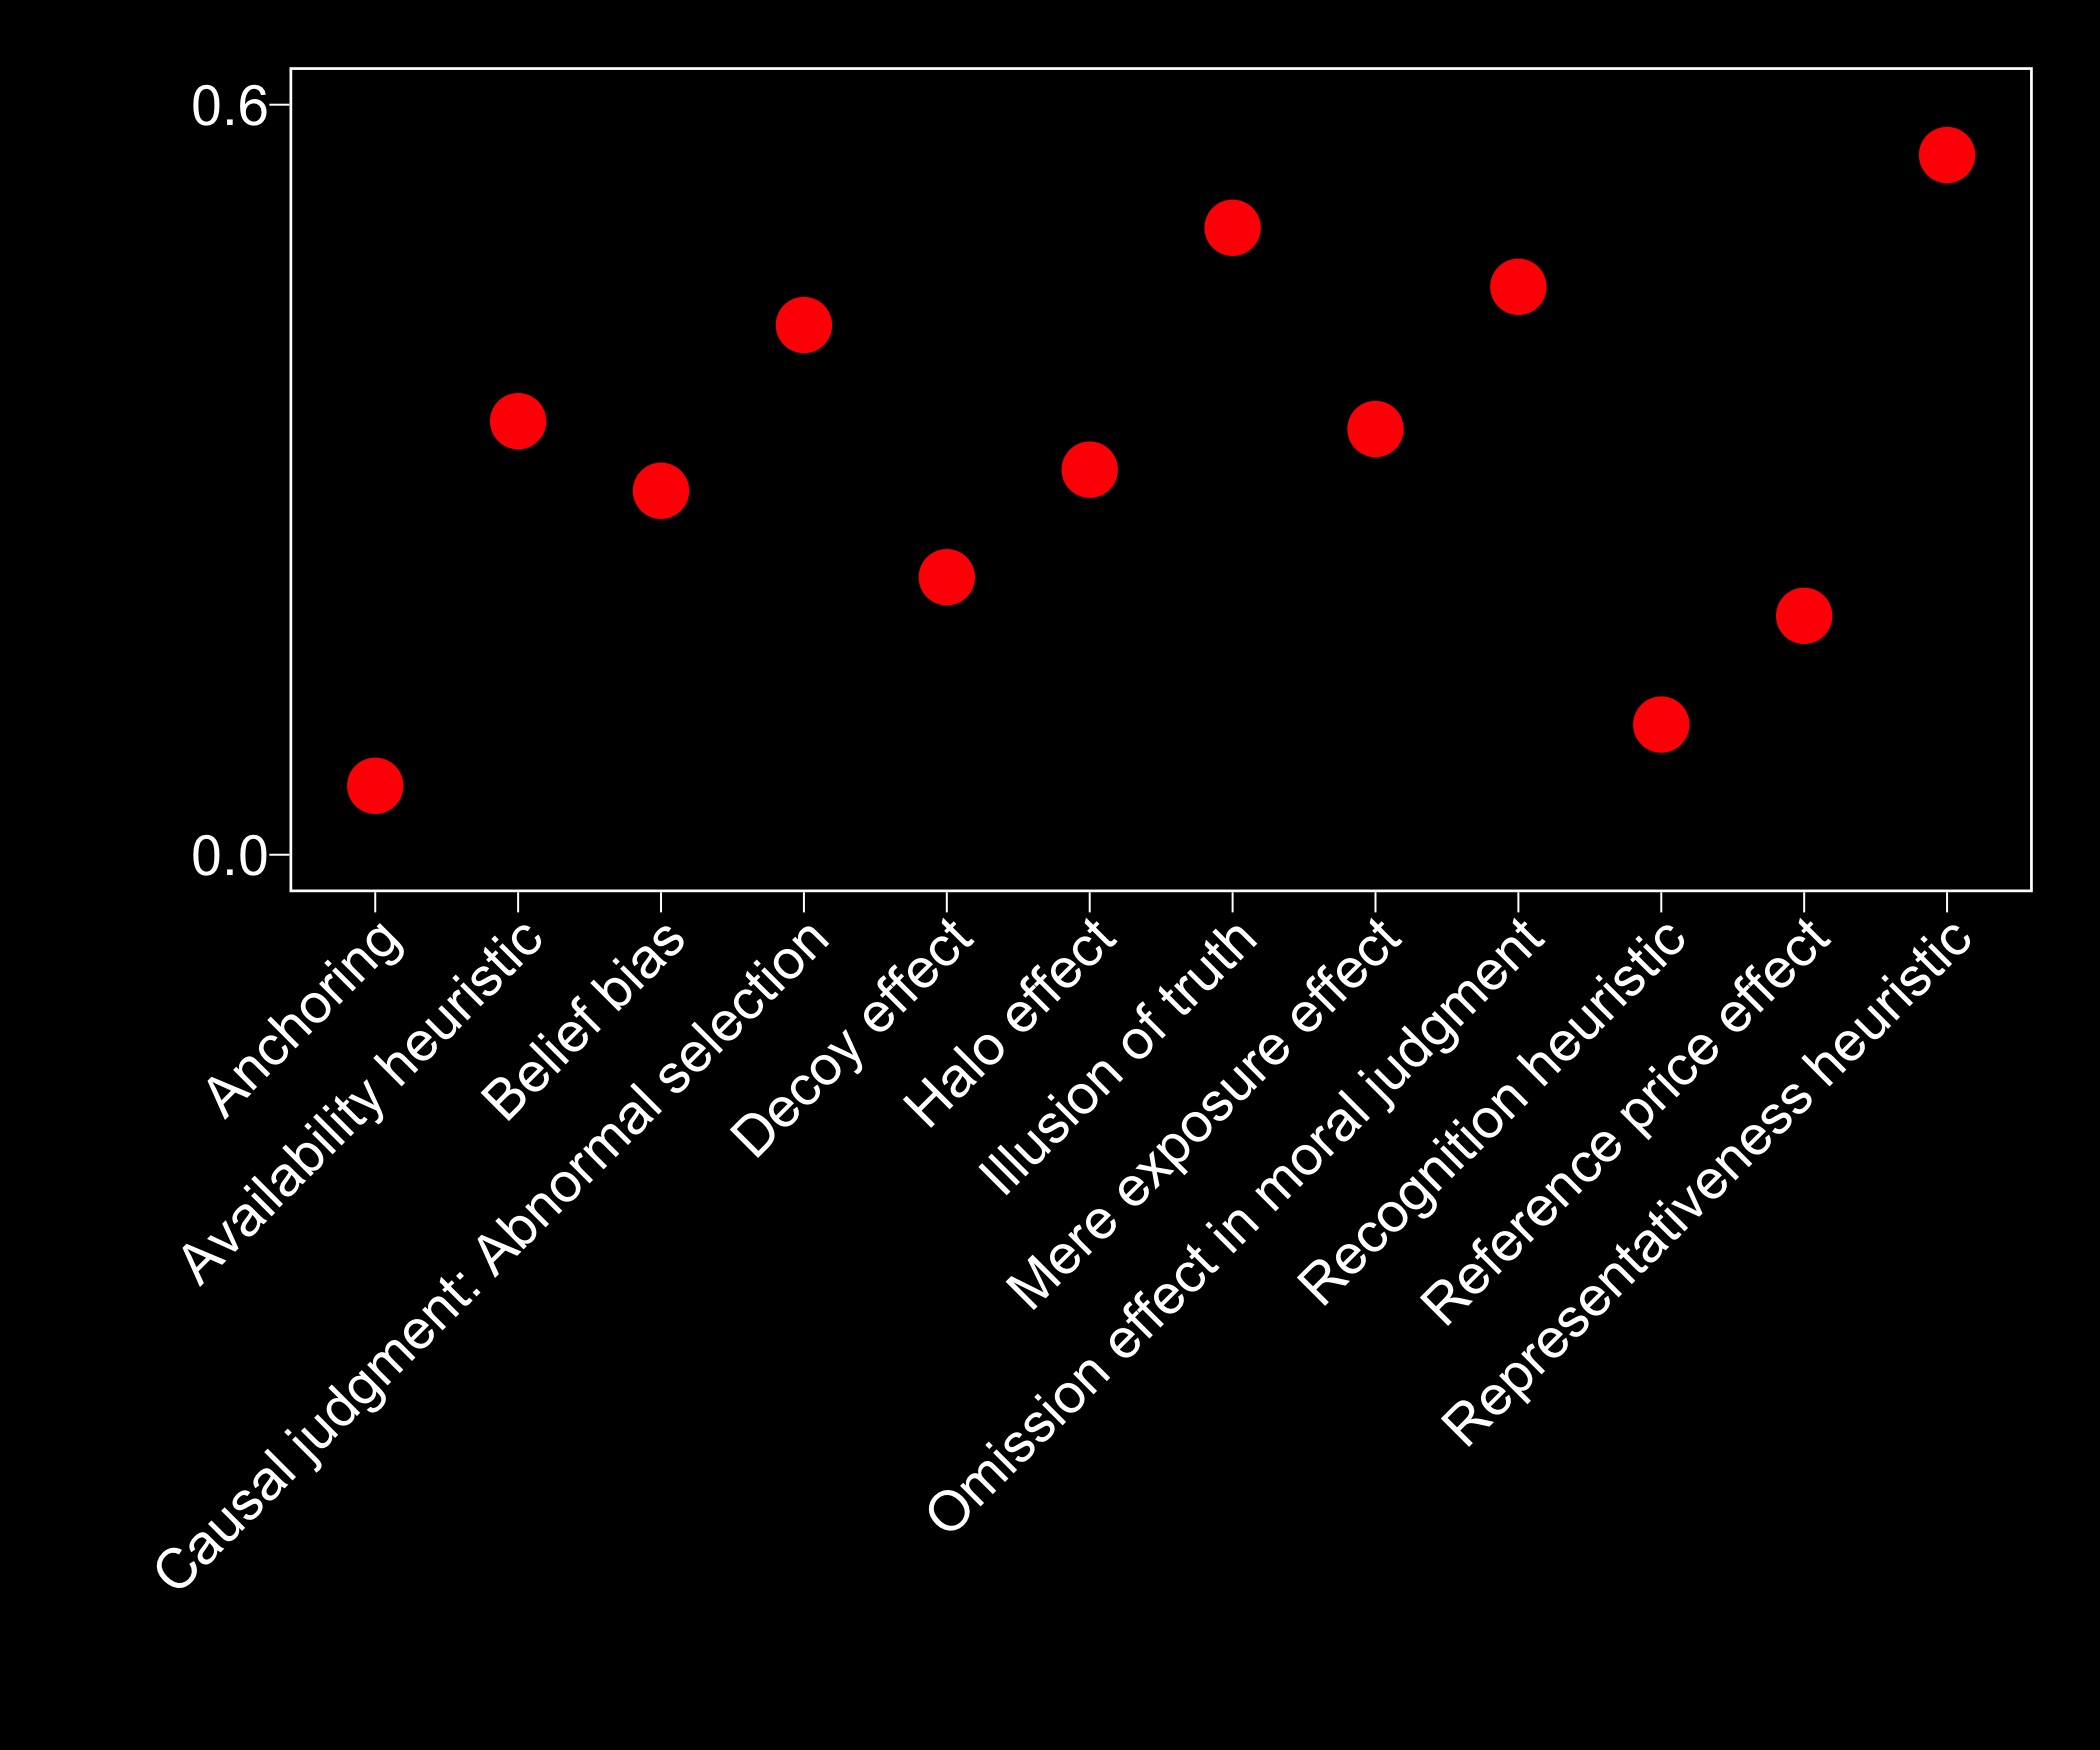 0.6
0.0
Anchoring
Availability heuristic
Belief bias
Causal judgment: Abnormal selection
Decoy effect
Halo effect
Illusion of truth
Mere exposure effect
Omission effect in moral judgment
Recognition heuristic
Reference price effect
Representativeness heuristic